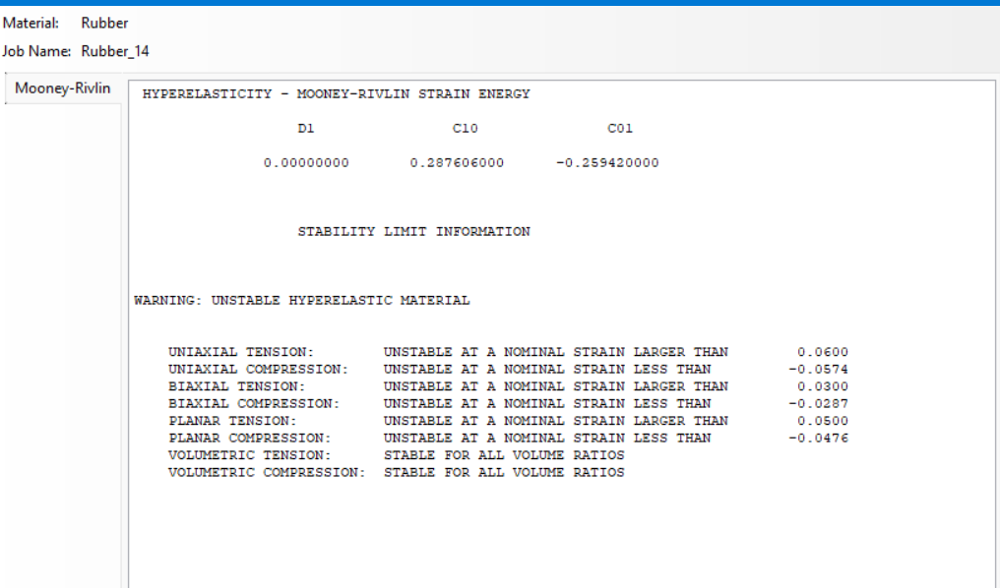 Material: Rubber
Job Name: Rubber_14
Mooney-Rivlin
HYPERELASTICITY - MOONEY-RIVLIN STRAIN ENERGY
D1 C10 C01
0.00000000 0.287606000 -0.259420000
STABILITY LIMIT INFORMATION
WARNING: UNSTABLE HYPERELASTIC MATERIAL
UNIAXIAL TENSION: UNSTABLE AT A NOMINAL STRAIN LARGER THAN 0.0600
UNIAXIAL COMPRESSION: UNSTABLE AT A NOMINAL STRAIN LESS THAN -0.0574
BIAXIAL TENSION: UNSTABLE AT A NOMINAL STRAIN LARGER THAN 0.0300
BIAXIAL COMPRESSION: UNSTABLE AT A NOMINAL STRAIN LESS THAN -0.0287
PLANAR TENSION: UNSTABLE AT A NOMINAL STRAIN LARGER THAN 0.0500
PLANAR COMPRESSION: UNSTABLE AT A NOMINAL STRAIN LESS THAN -0.0476
VOLUMETRIC TENSION: STABLE FOR ALL VOLUME RATIOS
VOLUMETRIC COMPRESSION: STABLE FOR ALL VOLUME RATIOS